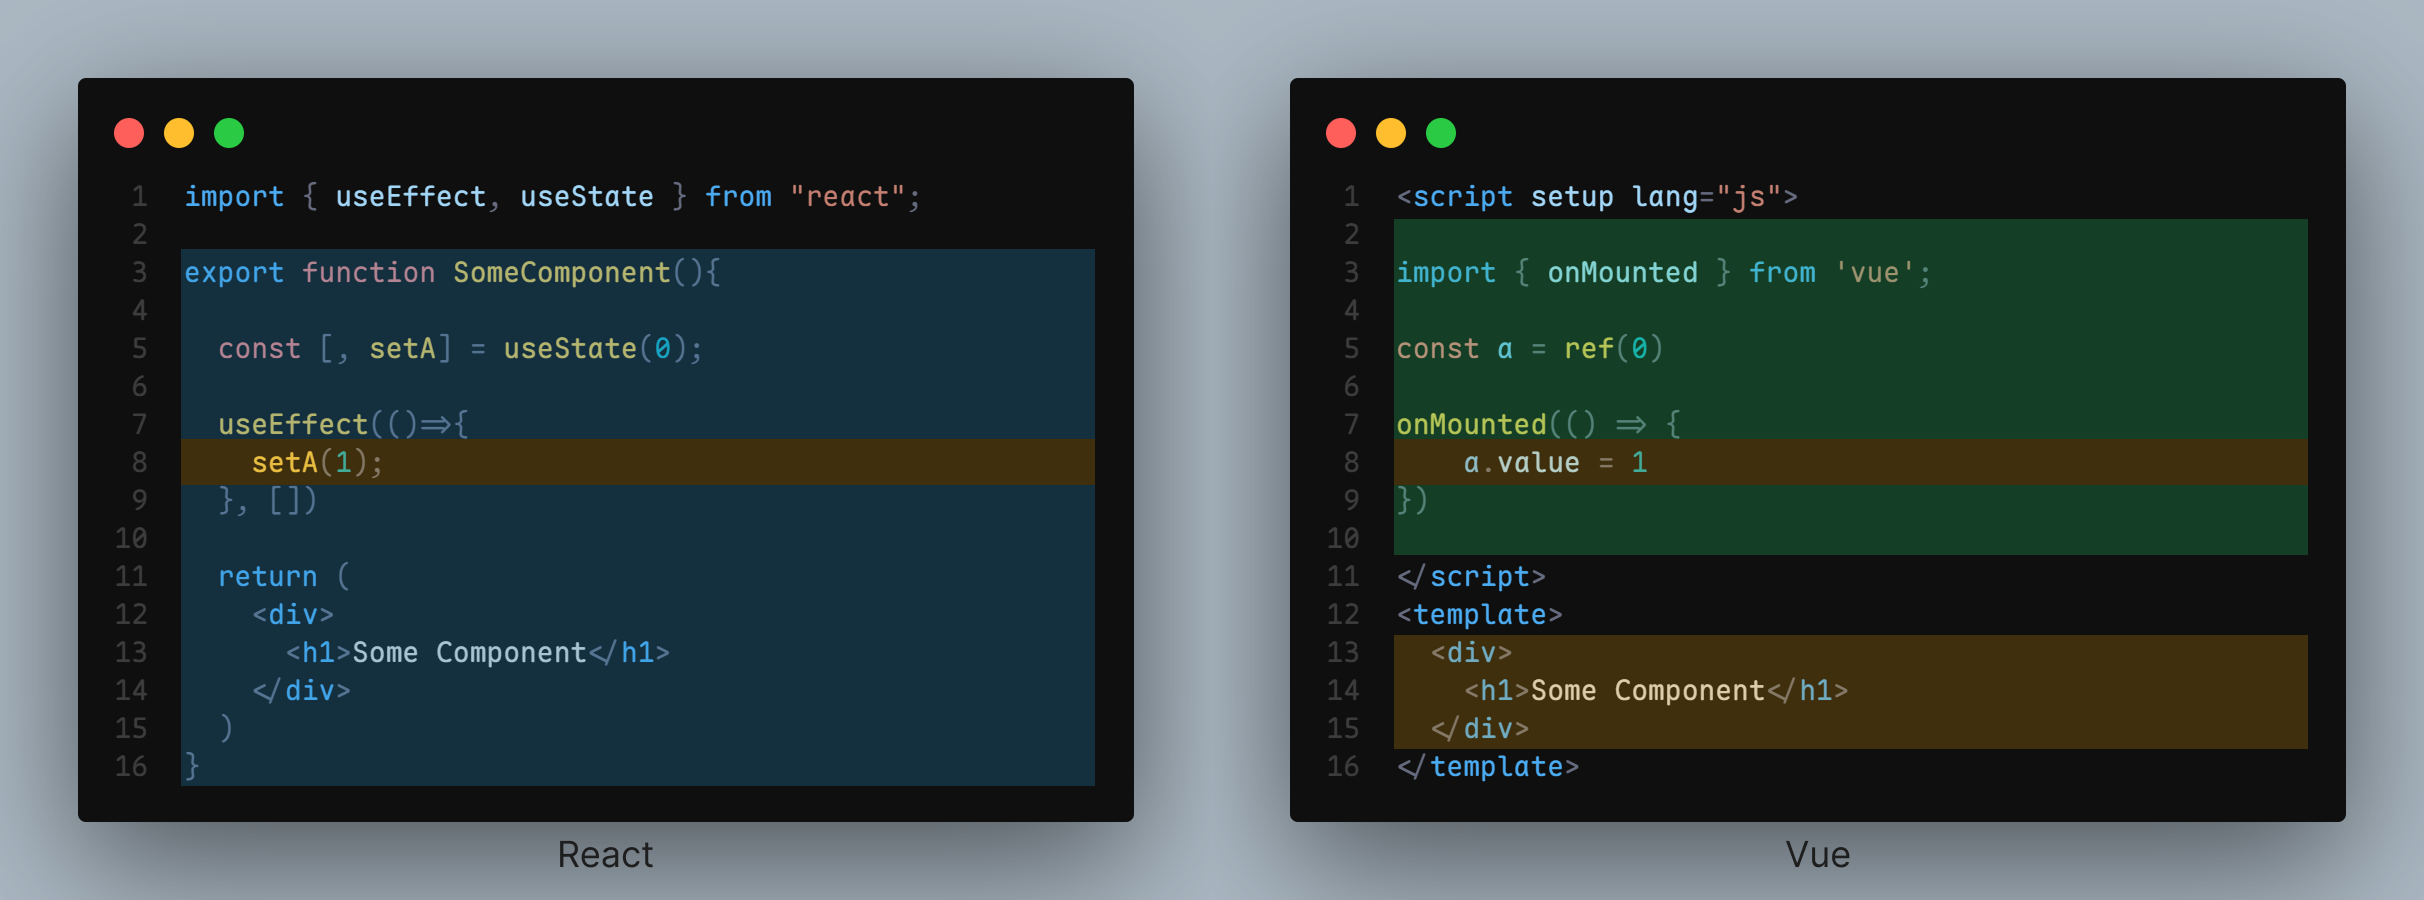 1 import { useEffect, useState } from "react";
2
3 export function SomeComponent(){
4
5   const [, setA] = useState(0);
6
7   useEffect(()=>{
8     setA(1);
9   }, [])
10
11   return (
12     <div>
13       <h1>Some Component</h1>
14     </div>
15   )
16 }
React
1 <script setup lang="js">
2
3 import { onMounted } from 'vue';
4
5 const a = ref(0)
6
7 onMounted(() => {
8     a.value = 1
9 })
10
11 </script>
12 <template>
13   <div>
14     <h1>Some Component</h1>
15   </div>
16 </template>
Vue